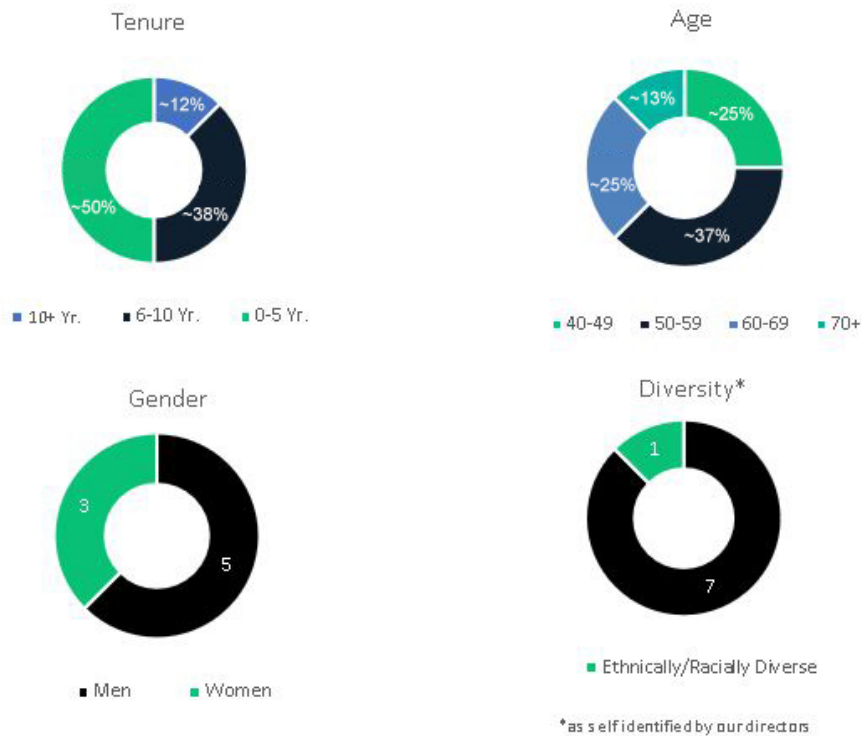 Tenure
~12%
~38%
~50%
10+ Yr.
6-10 Yr.
0-5 Yr.
Age
~25%
~37%
~25%
~13%
40-49
50-59
60-69
70+
Gender
3
5
Men
Women
Diversity*
1
7
Ethnically/Racially Diverse
*as self identified by our directors